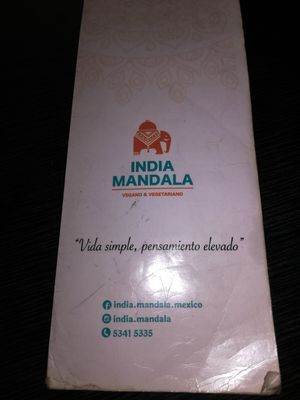 INDIA
MANDALA
VEGANO & VEGETARIANO
"Vida simple, pensamiento elevado"
india.mandala.mexico
india.mandala
5341 5335